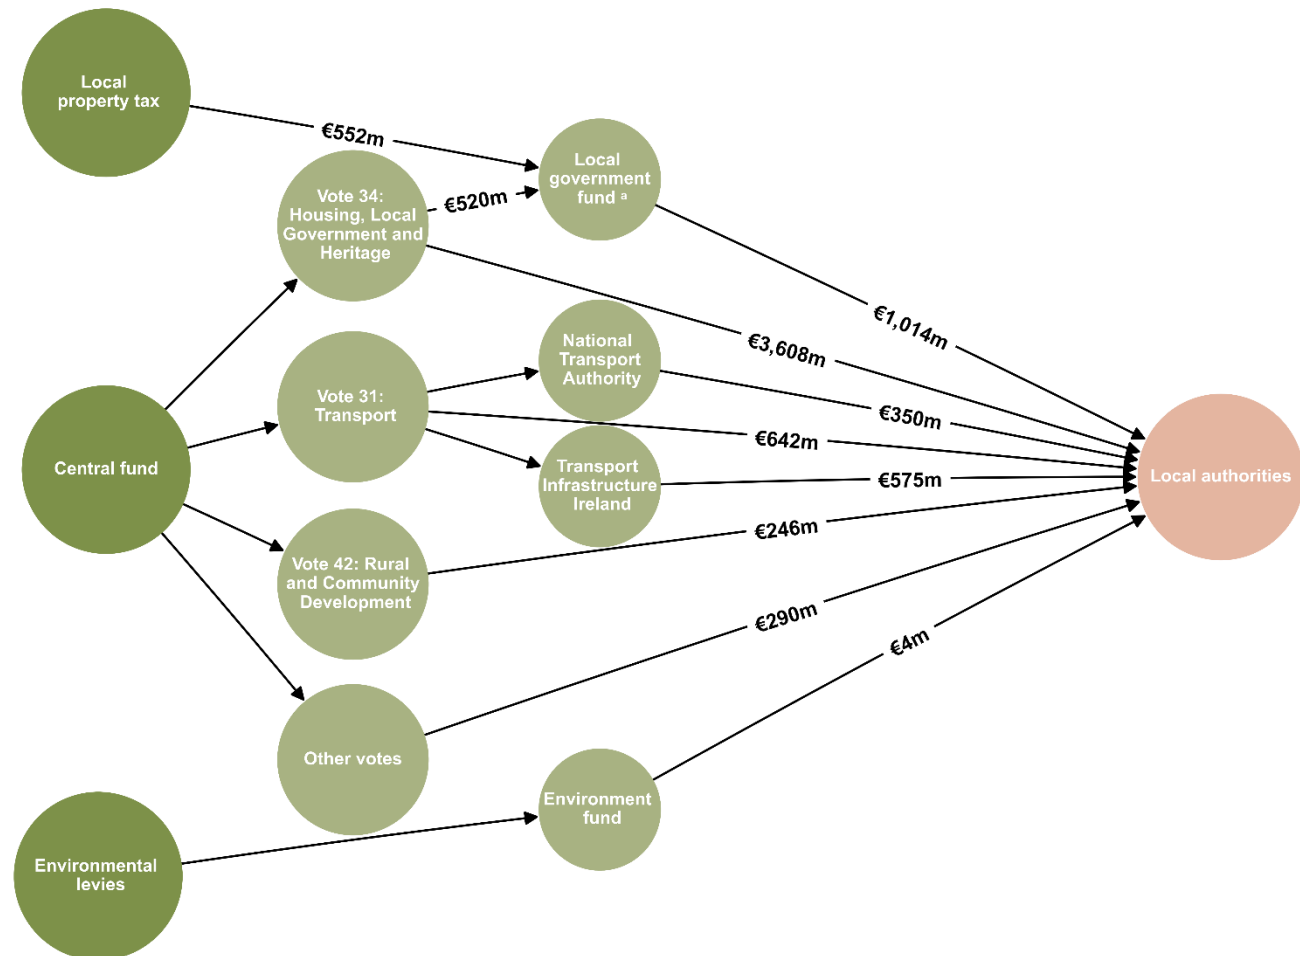 Local
property tax
€552m
Local
government
fund a
Vote 34:
Housing, Local
Government and
Heritage
€520m
€1,014m
€3,608m
National
Transport
Authority
Vote 31:
Transport
€350m
€642m
Central fund
Transport
Infrastructure
Ireland
€575m
Local authorities
€246m
Vote 42: Rural
and Community
Development
€290m
€4m
Other votes
Environment
fund
Environmental
levies